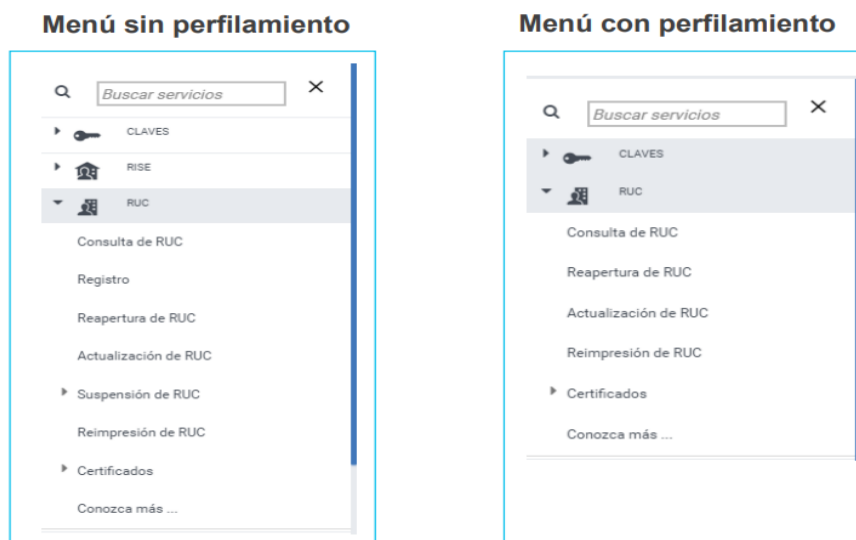 Menú sin perfilamiento
Buscar servicios
CLAVES
RISE
RUC
Consulta de RUC
Registro
Reapertura de RUC
Actualización de RUC
Suspensión de RUC
Reimpresión de RUC
Certificados
Conozca más ...
Menú con perfilamiento
Buscar servicios
CLAVES
RUC
Consulta de RUC
Reapertura de RUC
Actualización de RUC
Reimpresión de RUC
Certificados
Conozca más ...